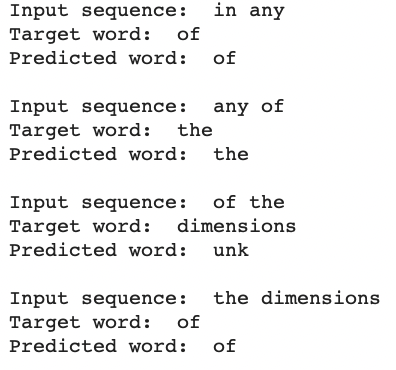 Input sequence:  in any
Target word:  of
Predicted word:  of
Input sequence:  any of
Target word:  the
Predicted word:  the
Input sequence:  of the
Target word:  dimensions
Predicted word:  unk
Input sequence:  the dimensions
Target word:  of
Predicted word:  of